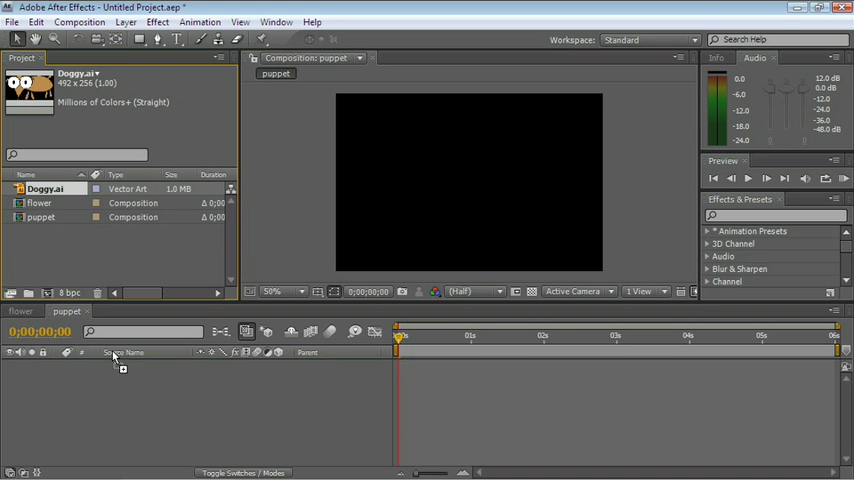 Adobe After Effects - Untitled Project.aep *
File Edit Composition Layer Effect Animation View Window Help
Workspace: Standard Search Help
Project
Doggy.ai
492 x 256 (1.00)
Millions of Colors+ (Straight)
Name Type Size Duration
Doggy.ai Vector Art 1.0 MB
flower Composition Δ 0;00
puppet Composition Δ 0;00
8 bpc
Composition: puppet
puppet
50% 0;00;00;00 (Half) Active Camera 1 View
Info Audio
0.0 12.0 dB
-6.0 0.0 dB
-12.0 -12.0
-18.0 -24.0
-24.0 -36.0
-48.0 dB
Preview
Effects & Presets
* Animation Presets
3D Channel
Audio
Blur & Sharpen
Channel
flower puppet
0;00;00;00
# Source Name fx Parent
01s 02s 03s 04s 05s 06s
Toggle Switches / Modes